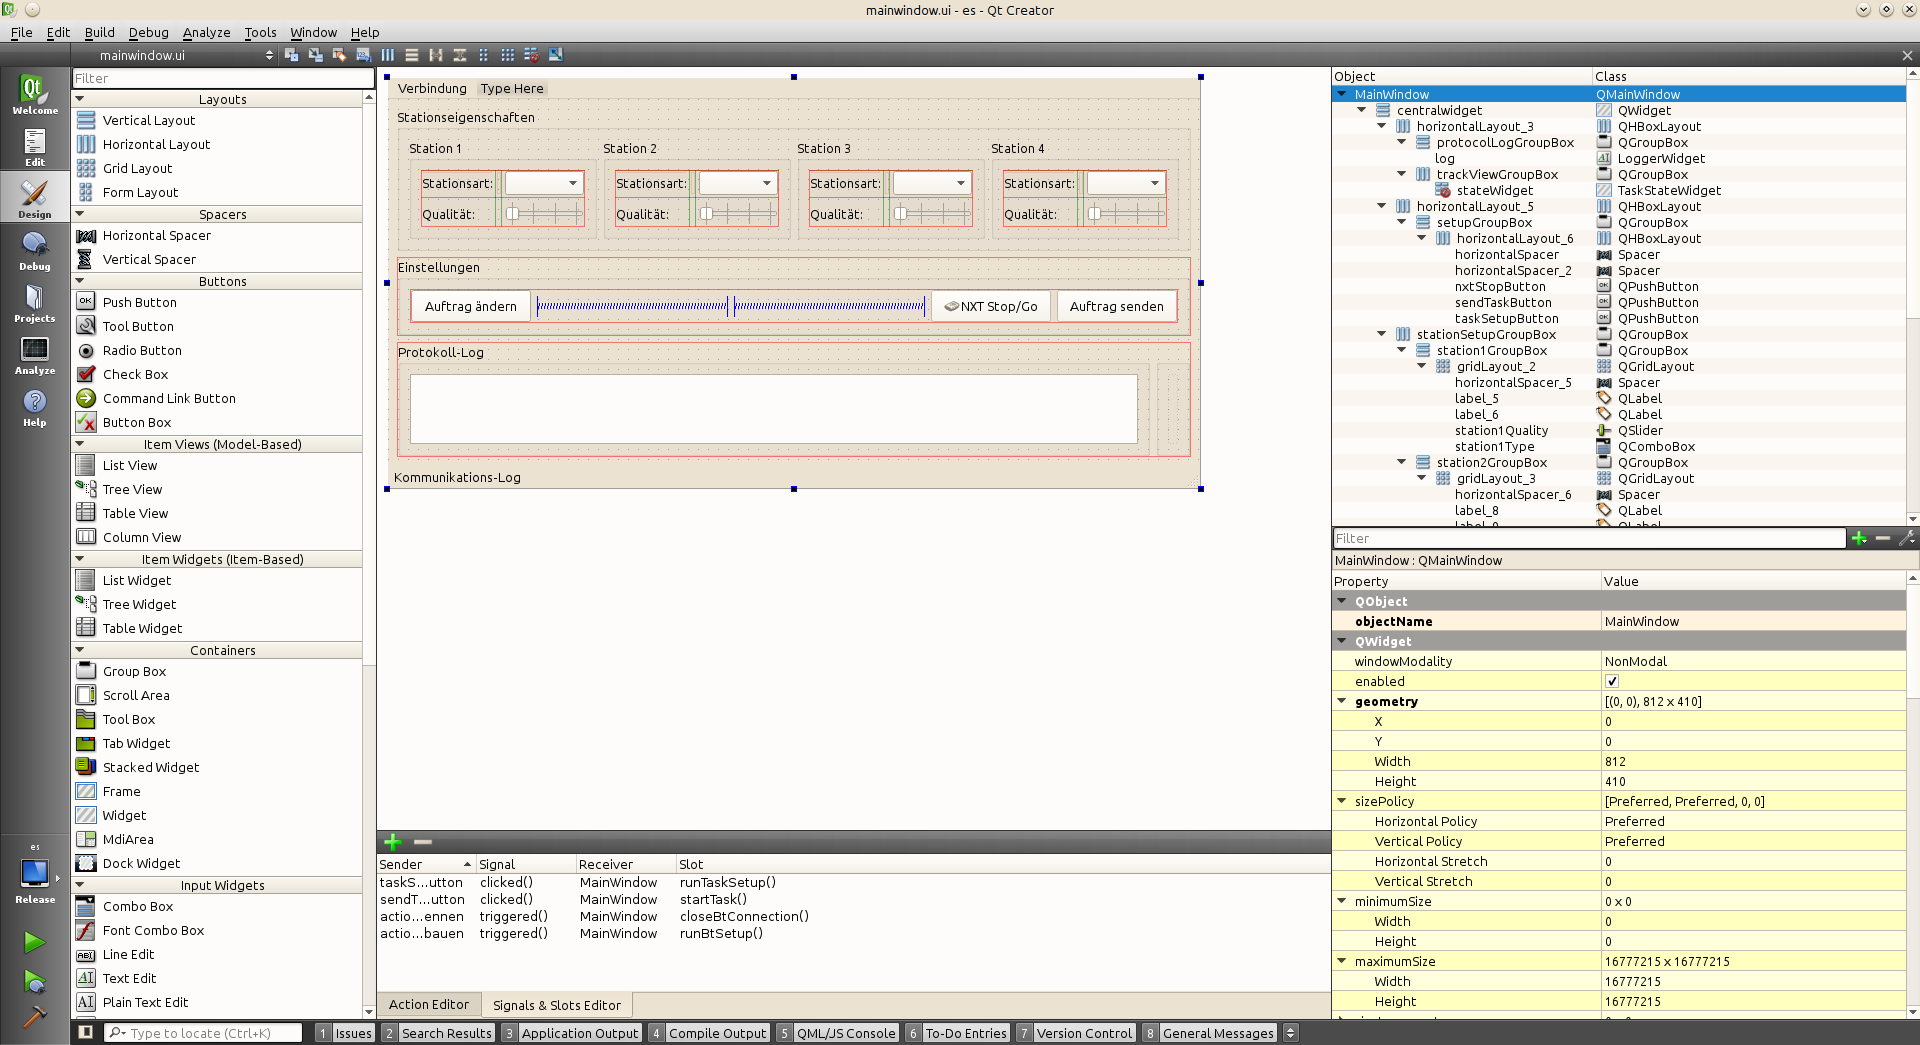 mainwindow.ui - es - Qt Creator
File Edit Build Debug Analyze Tools Window Help
mainwindow.ui
Welcome
Edit
Design
Debug
Projects
Analyze
Help
es
Release
Filter
Layouts
Vertical Layout
Horizontal Layout
Grid Layout
Form Layout
Spacers
Horizontal Spacer
Vertical Spacer
Buttons
Push Button
Tool Button
Radio Button
Check Box
Command Link Button
Button Box
Item Views (Model-Based)
List View
Tree View
Table View
Column View
Item Widgets (Item-Based)
List Widget
Tree Widget
Table Widget
Containers
Group Box
Scroll Area
Tool Box
Tab Widget
Stacked Widget
Frame
Widget
MdiArea
Dock Widget
Input Widgets
Combo Box
Font Combo Box
Line Edit
Text Edit
Plain Text Edit
Verbindung Type Here
Stationseigenschaften
Station 1 Station 2 Station 3 Station 4
Stationsart: Stationsart: Stationsart: Stationsart:
Qualität: Qualität: Qualität: Qualität:
Einstellungen
Auftrag ändern NXT Stop/Go Auftrag senden
Protokoll-Log
Kommunikations-Log
Sender Signal Receiver Slot
taskS...utton clicked() MainWindow runTaskSetup()
sendT...utton clicked() MainWindow startTask()
actio...ennen triggered() MainWindow closeBtConnection()
actio...bauen triggered() MainWindow runBtSetup()
Action Editor Signals & Slots Editor
Object Class
MainWindow QMainWindow
centralwidget QWidget
horizontalLayout_3 QHBoxLayout
protocolLogGroupBox QGroupBox
log LoggerWidget
trackViewGroupBox QGroupBox
stateWidget TaskStateWidget
horizontalLayout_5 QHBoxLayout
setupGroupBox QGroupBox
horizontalLayout_6 QHBoxLayout
horizontalSpacer Spacer
horizontalSpacer_2 Spacer
nxtStopButton QPushButton
sendTaskButton QPushButton
taskSetupButton QPushButton
stationSetupGroupBox QGroupBox
station1GroupBox QGroupBox
gridLayout_2 QGridLayout
horizontalSpacer_5 Spacer
label_5 QLabel
label_6 QLabel
station1Quality QSlider
station1Type QComboBox
station2GroupBox QGroupBox
gridLayout_3 QGridLayout
horizontalSpacer_6 Spacer
label_8 QLabel
label_9 QLabel
Filter
MainWindow : QMainWindow
Property Value
QObject
objectName MainWindow
QWidget
windowModality NonModal
enabled
geometry [(0, 0), 812 x 410]
X 0
Y 0
Width 812
Height 410
sizePolicy [Preferred, Preferred, 0, 0]
Horizontal Policy Preferred
Vertical Policy Preferred
Horizontal Stretch 0
Vertical Stretch 0
minimumSize 0 x 0
Width 0
Height 0
maximumSize 16777215 x 16777215
Width 16777215
Height 16777215
Type to locate (Ctrl+K) 1 Issues 2 Search Results 3 Application Output 4 Compile Output 5 QML/JS Console 6 To-Do Entries 7 Version Control 8 General Messages